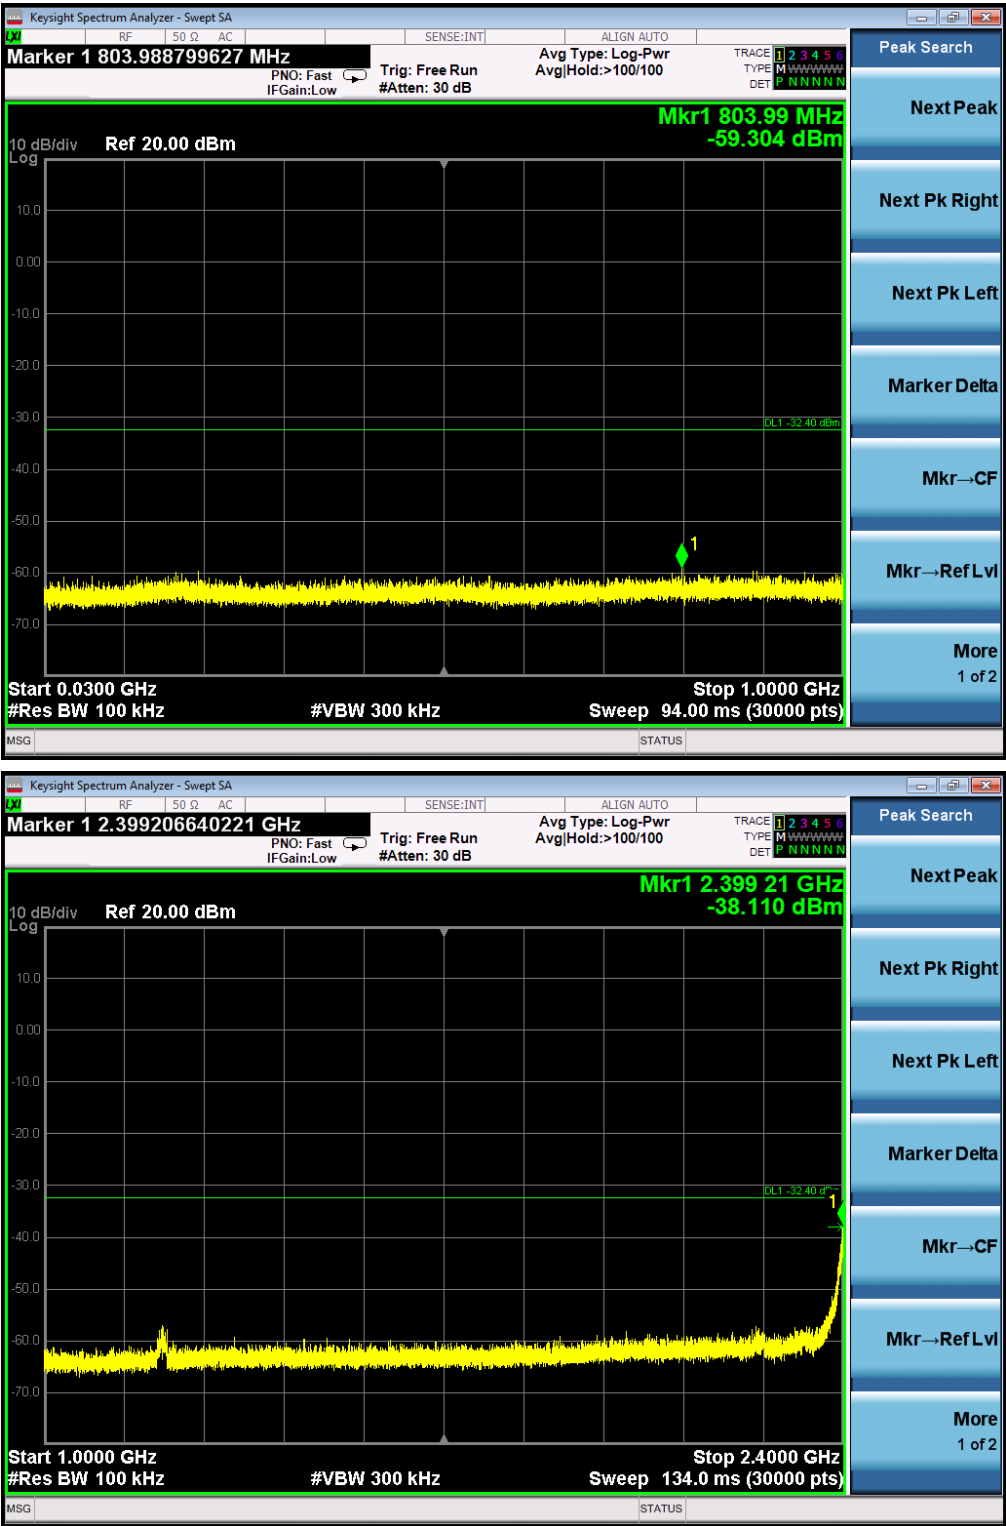 Keysight Spectrum Analyzer - Swept SA
LXI RF 50 Ω AC SENSE:INT ALIGN AUTO
Marker 1 803.988799627 MHz
PNO: Fast
IFGain:Low
Trig: Free Run
#Atten: 30 dB
Avg Type: Log-Pwr
Avg|Hold:>100/100
TRACE 1 2 3 4 5 6
TYPE M WWWWW
DET P N N N N N
Peak Search
Next Peak
Next Pk Right
Next Pk Left
Marker Delta
Mkr→CF
Mkr→Ref Lvl
More
1 of 2
Mkr1 803.99 MHz
-59.304 dBm
10 dB/div Ref 20.00 dBm
Log
10.0
0.00
-10.0
-20.0
-30.0
DL1 -32.40 dBm
-40.0
-50.0
1
-60.0
-70.0
Start 0.0300 GHz Stop 1.0000 GHz
#Res BW 100 kHz #VBW 300 kHz Sweep 94.00 ms (30000 pts)
MSG STATUS
Keysight Spectrum Analyzer - Swept SA
LXI RF 50 Ω AC SENSE:INT ALIGN AUTO
Marker 1 2.399206640221 GHz
PNO: Fast
IFGain:Low
Trig: Free Run
#Atten: 30 dB
Avg Type: Log-Pwr
Avg|Hold:>100/100
TRACE 1 2 3 4 5 6
TYPE M WWWWW
DET P N N N N N
Peak Search
Next Peak
Next Pk Right
Next Pk Left
Marker Delta
Mkr→CF
Mkr→Ref Lvl
More
1 of 2
Mkr1 2.399 21 GHz
-38.110 dBm
10 dB/div Ref 20.00 dBm
Log
10.0
0.00
-10.0
-20.0
-30.0
DL1 -32.40
1
-40.0
-50.0
-60.0
-70.0
Start 1.0000 GHz Stop 2.4000 GHz
#Res BW 100 kHz #VBW 300 kHz Sweep 134.0 ms (30000 pts)
MSG STATUS